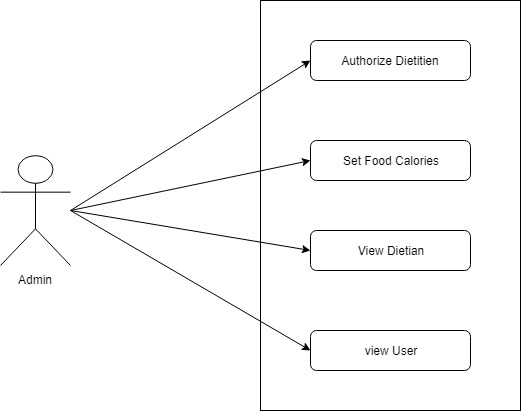 Authorize Dietitien
Set Food Calories
View Dietian
view User
Admin